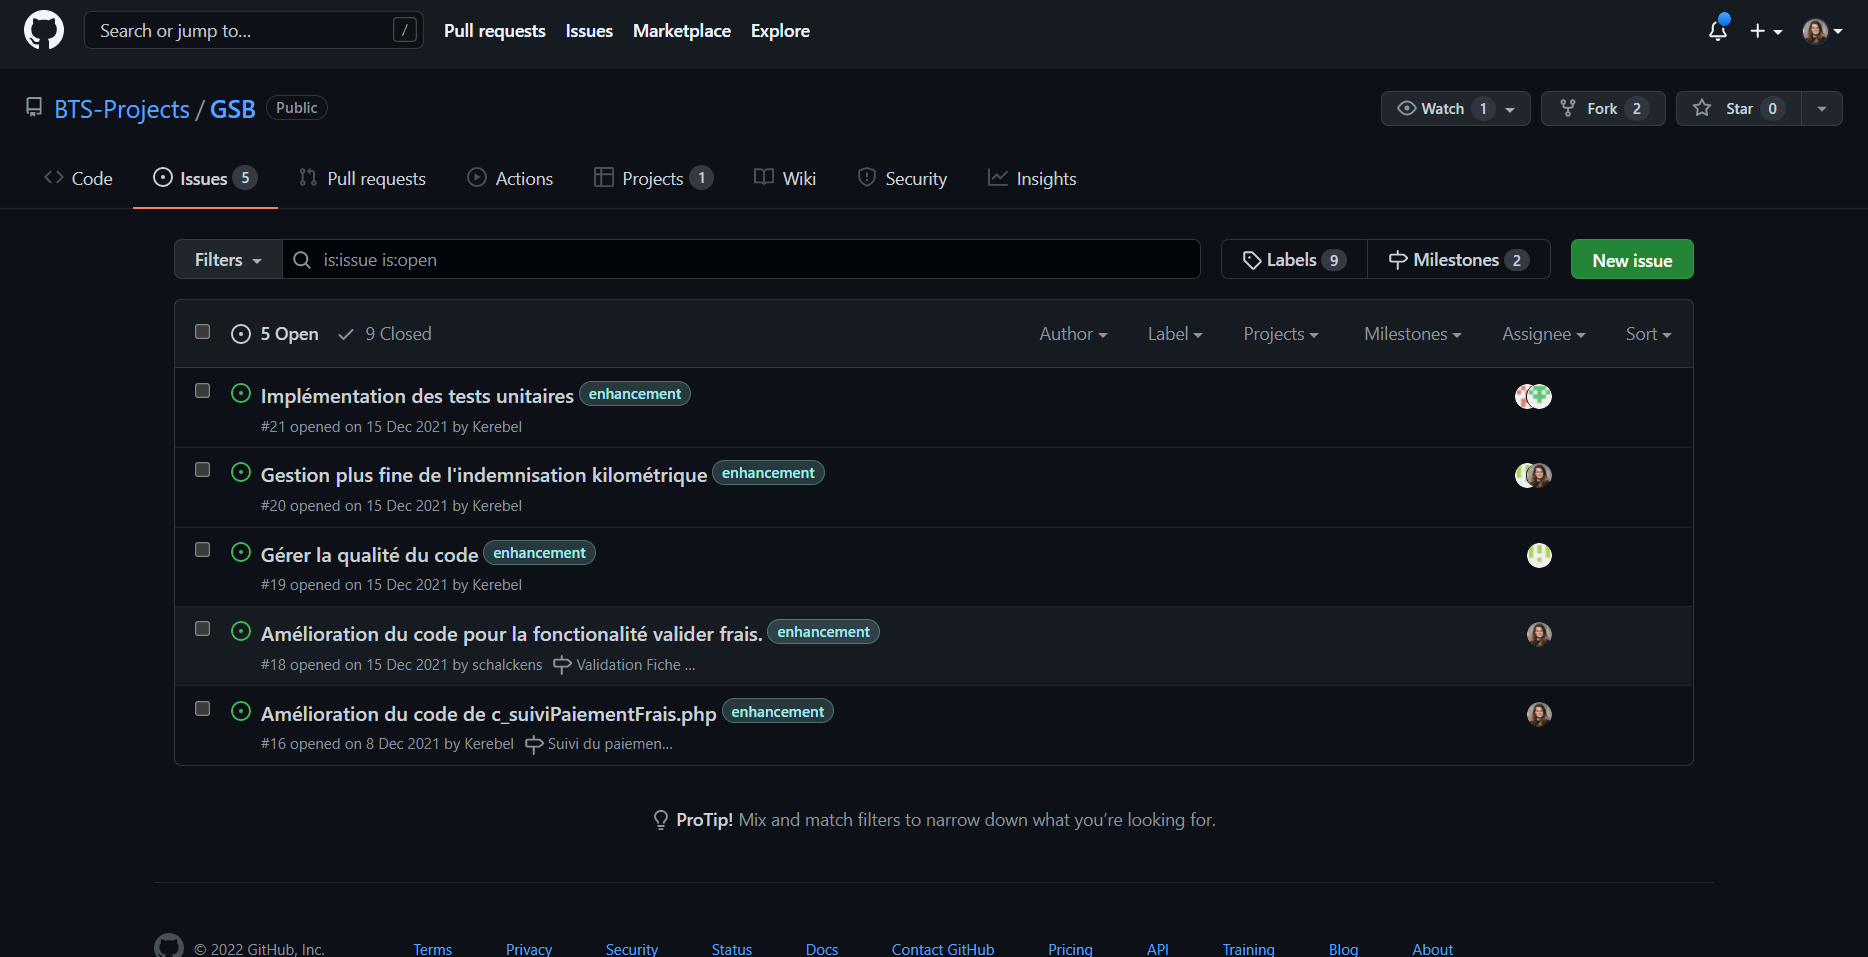 Search or jump to... / Pull requests Issues Marketplace Explore
BTS-Projects / GSB Public Watch 1 Fork 2 Star 0
Code Issues 5 Pull requests Actions Projects 1 Wiki Security Insights
Filters is:issue is:open Labels 9 Milestones 2 New issue
5 Open 9 Closed Author Label Projects Milestones Assignee Sort
Implémentation des tests unitaires enhancement
#21 opened on 15 Dec 2021 by Kerebel
Gestion plus fine de l'indemnisation kilométrique enhancement
#20 opened on 15 Dec 2021 by Kerebel
Gérer la qualité du code enhancement
#19 opened on 15 Dec 2021 by Kerebel
Amélioration du code pour la fonctionalité valider frais. enhancement
#18 opened on 15 Dec 2021 by schalckens Validation Fiche ...
Amélioration du code de c_suiviPaiementFrais.php enhancement
#16 opened on 8 Dec 2021 by Kerebel Suivi du paiemen...
ProTip! Mix and match filters to narrow down what you’re looking for.
© 2022 GitHub, Inc. Terms Privacy Security Status Docs Contact GitHub Pricing API Training Blog About